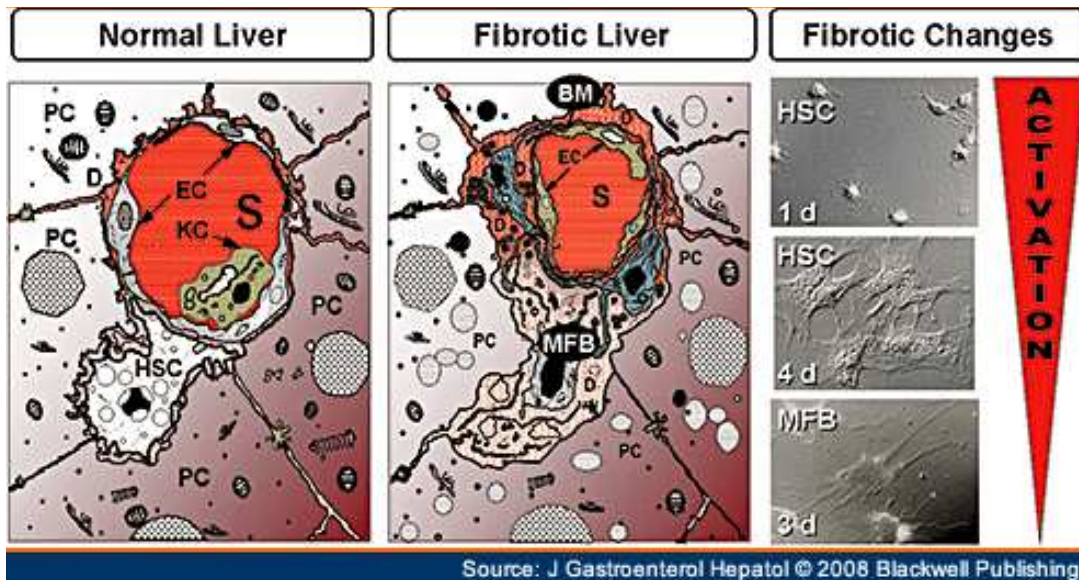 Normal Liver
Fibrotic Liver
Fibrotic Changes
PC
D
EC
S
PC
KC
PC
HSC
PC
BM
PC
EC
D
S
D
PC
PC
MFB
D
PC
HSC
1 d
HSC
4 d
MFB
3 d
ACTIVATION
Source: J Gastroenterol Hepatol © 2008 Blackwell Publishing